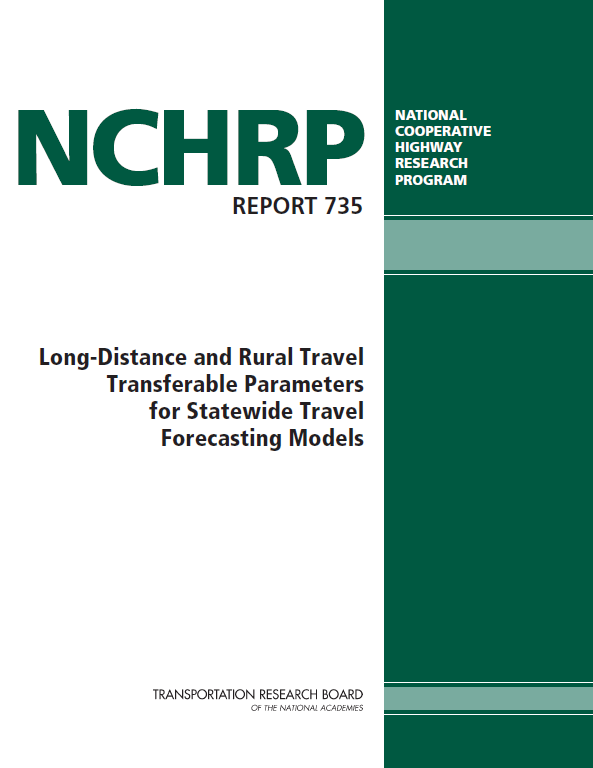 NCHRP
REPORT 735
NATIONAL
COOPERATIVE
HIGHWAY
RESEARCH
PROGRAM
Long-Distance and Rural Travel
Transferable Parameters
for Statewide Travel
Forecasting Models
TRANSPORTATION RESEARCH BOARD
OF THE NATIONAL ACADEMIES